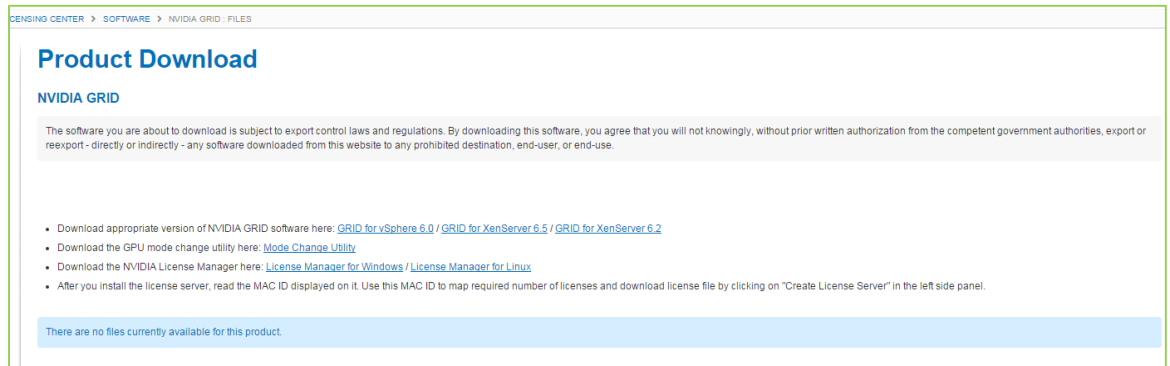 CENSING CENTER > SOFTWARE > NVIDIA GRID : FILES
Product Download
NVIDIA GRID
The software you are about to download is subject to export control laws and regulations. By downloading this software, you agree that you will not knowingly, without prior written authorization from the competent government authorities, export or
reexport - directly or indirectly - any software downloaded from this website to any prohibited destination, end-user, or end-use.
• Download appropriate version of NVIDIA GRID software here: GRID for vSphere 6.0 / GRID for XenServer 6.5 / GRID for XenServer 6.2
• Download the GPU mode change utility here: Mode Change Utility
• Download the NVIDIA License Manager here: License Manager for Windows / License Manager for Linux
• After you install the license server, read the MAC ID displayed on it. Use this MAC ID to map required number of licenses and download license file by clicking on "Create License Server" in the left side panel.
There are no files currently available for this product.